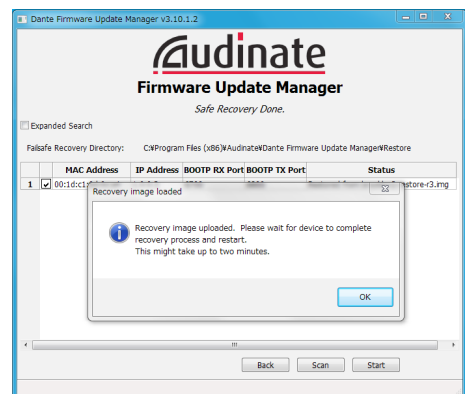 Dante Firmware Update Manager v3.10.1.2
Audinate
Firmware Update Manager
Safe Recovery Done.
Expanded Search
Failsafe Recovery Directory: C:¥Program Files (x86)¥Audinate¥Dante Firmware Update Manager¥Restore
MAC Address IP Address BOOTP RX Port BOOTP TX Port Status
1 00:1d:c1
Recovery image loaded
Recovery image uploaded. Please wait for device to complete
recovery process and restart.
This might take up to two minutes.
OK
Back Scan Start